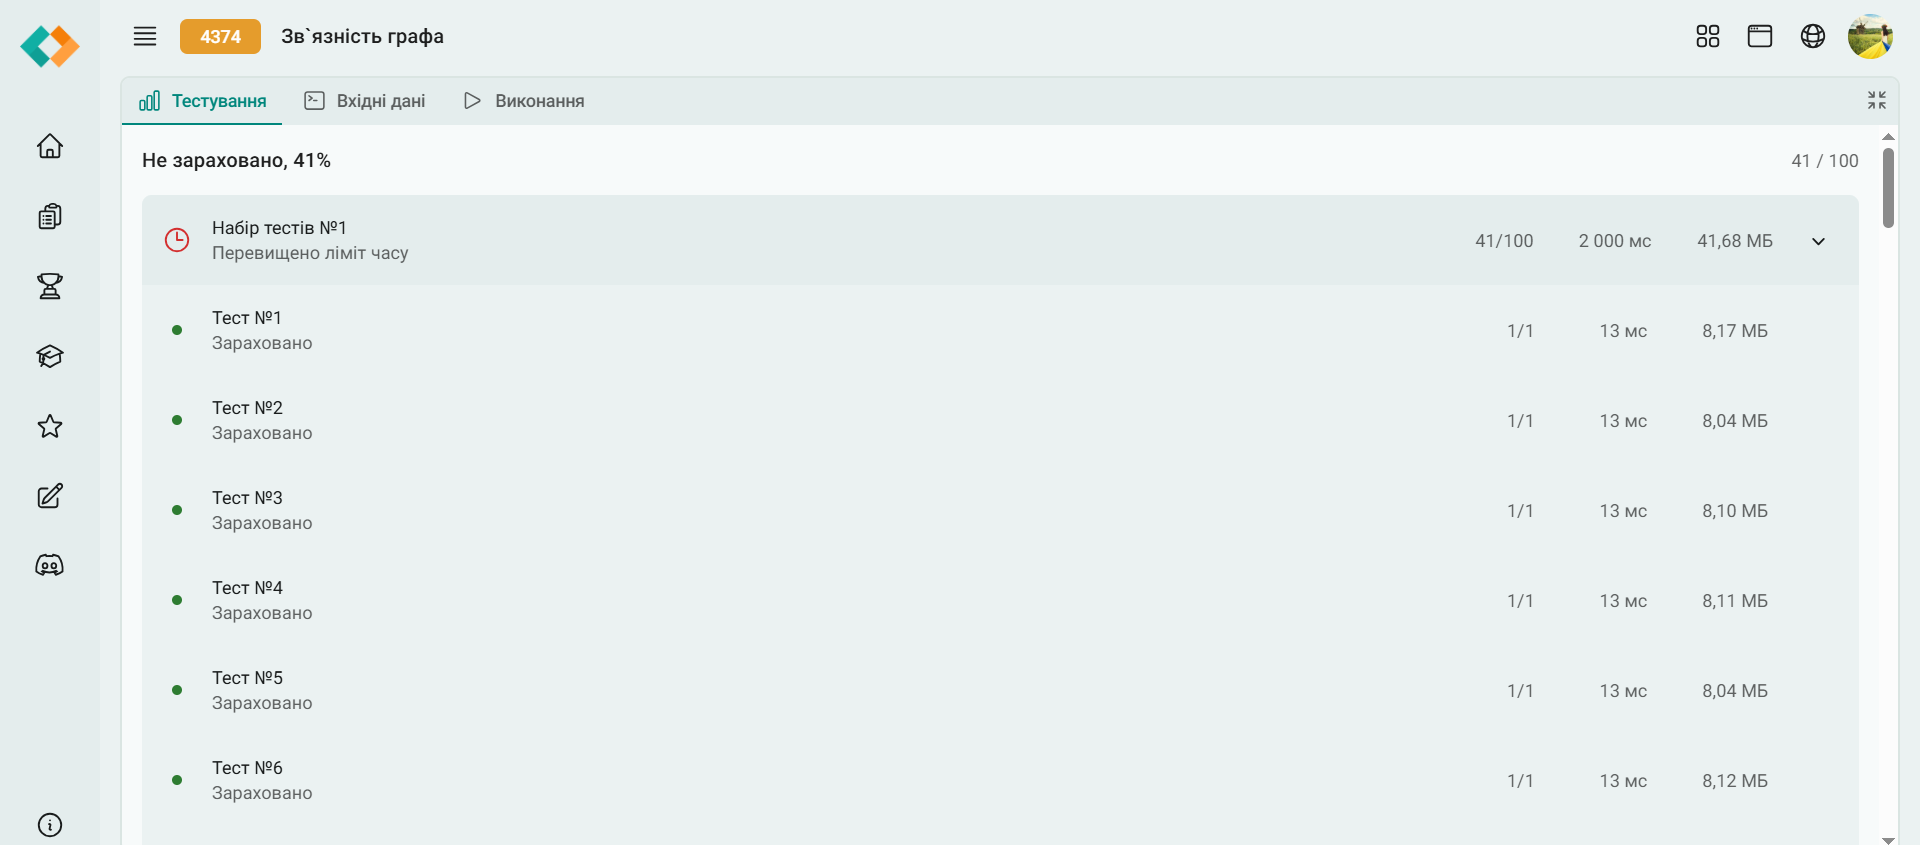 4374 Зв`язність графа
Тестування Вхідні дані Виконання
Не зараховано, 41% 41 / 100
Набір тестів №1
Перевищено ліміт часу
41/100 2 000 мс 41,68 МБ
Тест №1
Зараховано
1/1 13 мс 8,17 МБ
Тест №2
Зараховано
1/1 13 мс 8,04 МБ
Тест №3
Зараховано
1/1 13 мс 8,10 МБ
Тест №4
Зараховано
1/1 13 мс 8,11 МБ
Тест №5
Зараховано
1/1 13 мс 8,04 МБ
Тест №6
Зараховано
1/1 13 мс 8,12 МБ